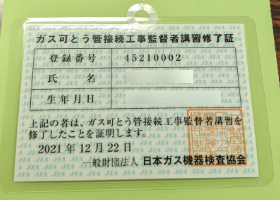 ガス可とう管接続工事監督者講習修了証
登録番号 45210002
氏名
生年月日
上記の者は、ガス可とう管接続工事監督者講習を
修了したことを証明します。
2021年12月22日
一般財団法人 日本ガス機器検査協会